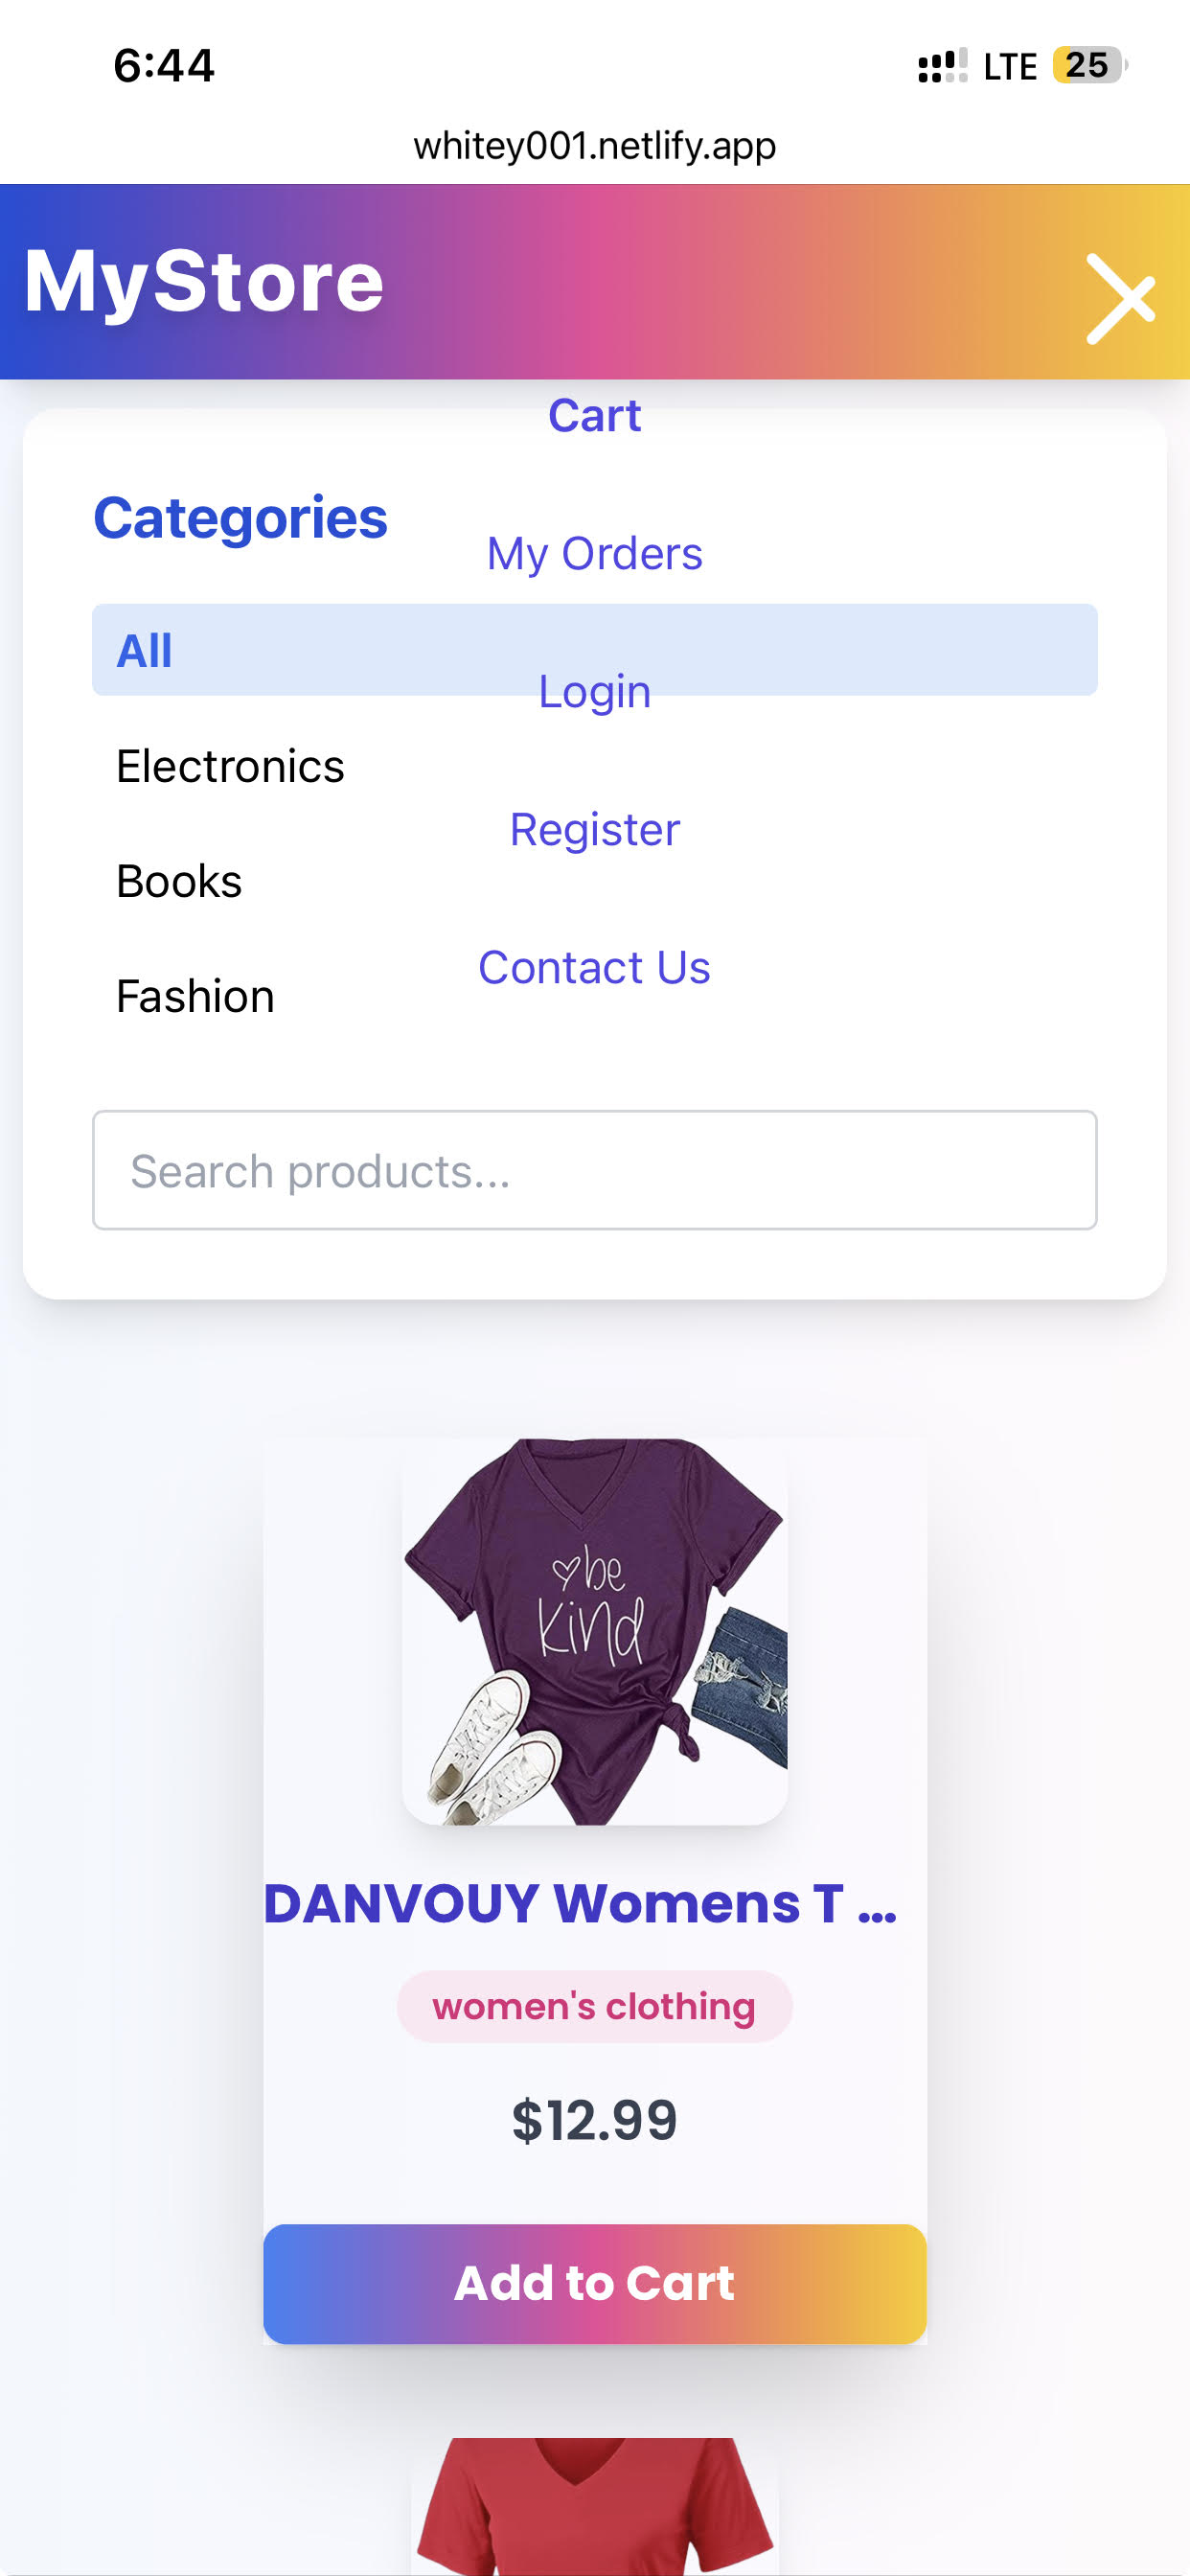 6:44
LTE 25
whitey001.netlify.app
MyStore
Cart
Categories
My Orders
All
Login
Electronics
Register
Books
Contact Us
Fashion
Search products...
be
kind
DANVOUY Womens T ...
women's clothing
$12.99
Add to Cart